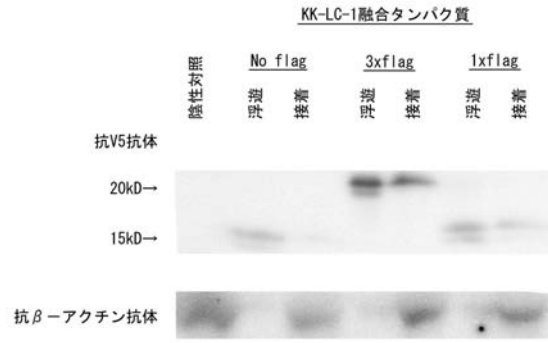 KK-LC-1融合タンパク質
No flag 3xflag 1xflag
陰性対照 浮遊 接着 浮遊 接着 浮遊 接着
抗V5抗体
20kD→
15kD→
抗β-アクチン抗体